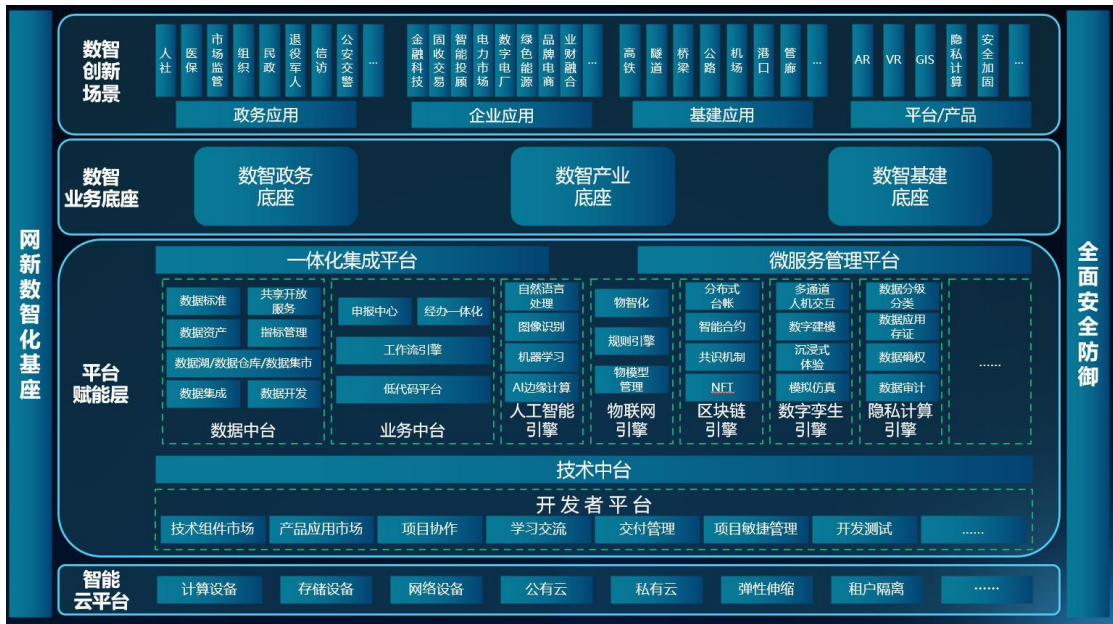 网新数智化基座
全面安全防御
数智
创新
场景
人社
医保
市场监管
组织
民政
退役军人
信访
公安交警
...
政务应用
金融科技
固收交易
智能投顾
电力市场
数字电厂
绿色能源
品牌电商
业财融合
...
企业应用
高铁
隧道
桥梁
公路
机场
港口
管廊
...
基建应用
AR
VR
GIS
隐私计算
安全加固
...
平台/产品
数智
业务底座
数智政务
底座
数智产业
底座
数智基建
底座
平台
赋能层
一体化集成平台
微服务管理平台
数据标准
共享开放
服务
数据资产
指标管理
数据湖/数据仓库/数据集市
数据集成
数据开发
数据中台
申报中心
经办一体化
工作流引擎
低代码平台
业务中台
自然语言
处理
图像识别
机器学习
AI边缘计算
人工智能
引擎
物智化
规则引擎
物模型
管理
物联网
引擎
分布式
台帐
智能合约
共识机制
NFT
区块链
引擎
多通道
人机交互
数字建模
沉浸式
体验
模拟仿真
数字孪生
引擎
数据分级
分类
数据应用
存证
数据确权
数据审计
隐私计算
引擎
......
技术中台
开发者平台
技术组件市场
产品应用市场
项目协作
学习交流
交付管理
项目敏捷管理
开发测试
......
智能
云平台
计算设备
存储设备
网络设备
公有云
私有云
弹性伸缩
租户隔离
......